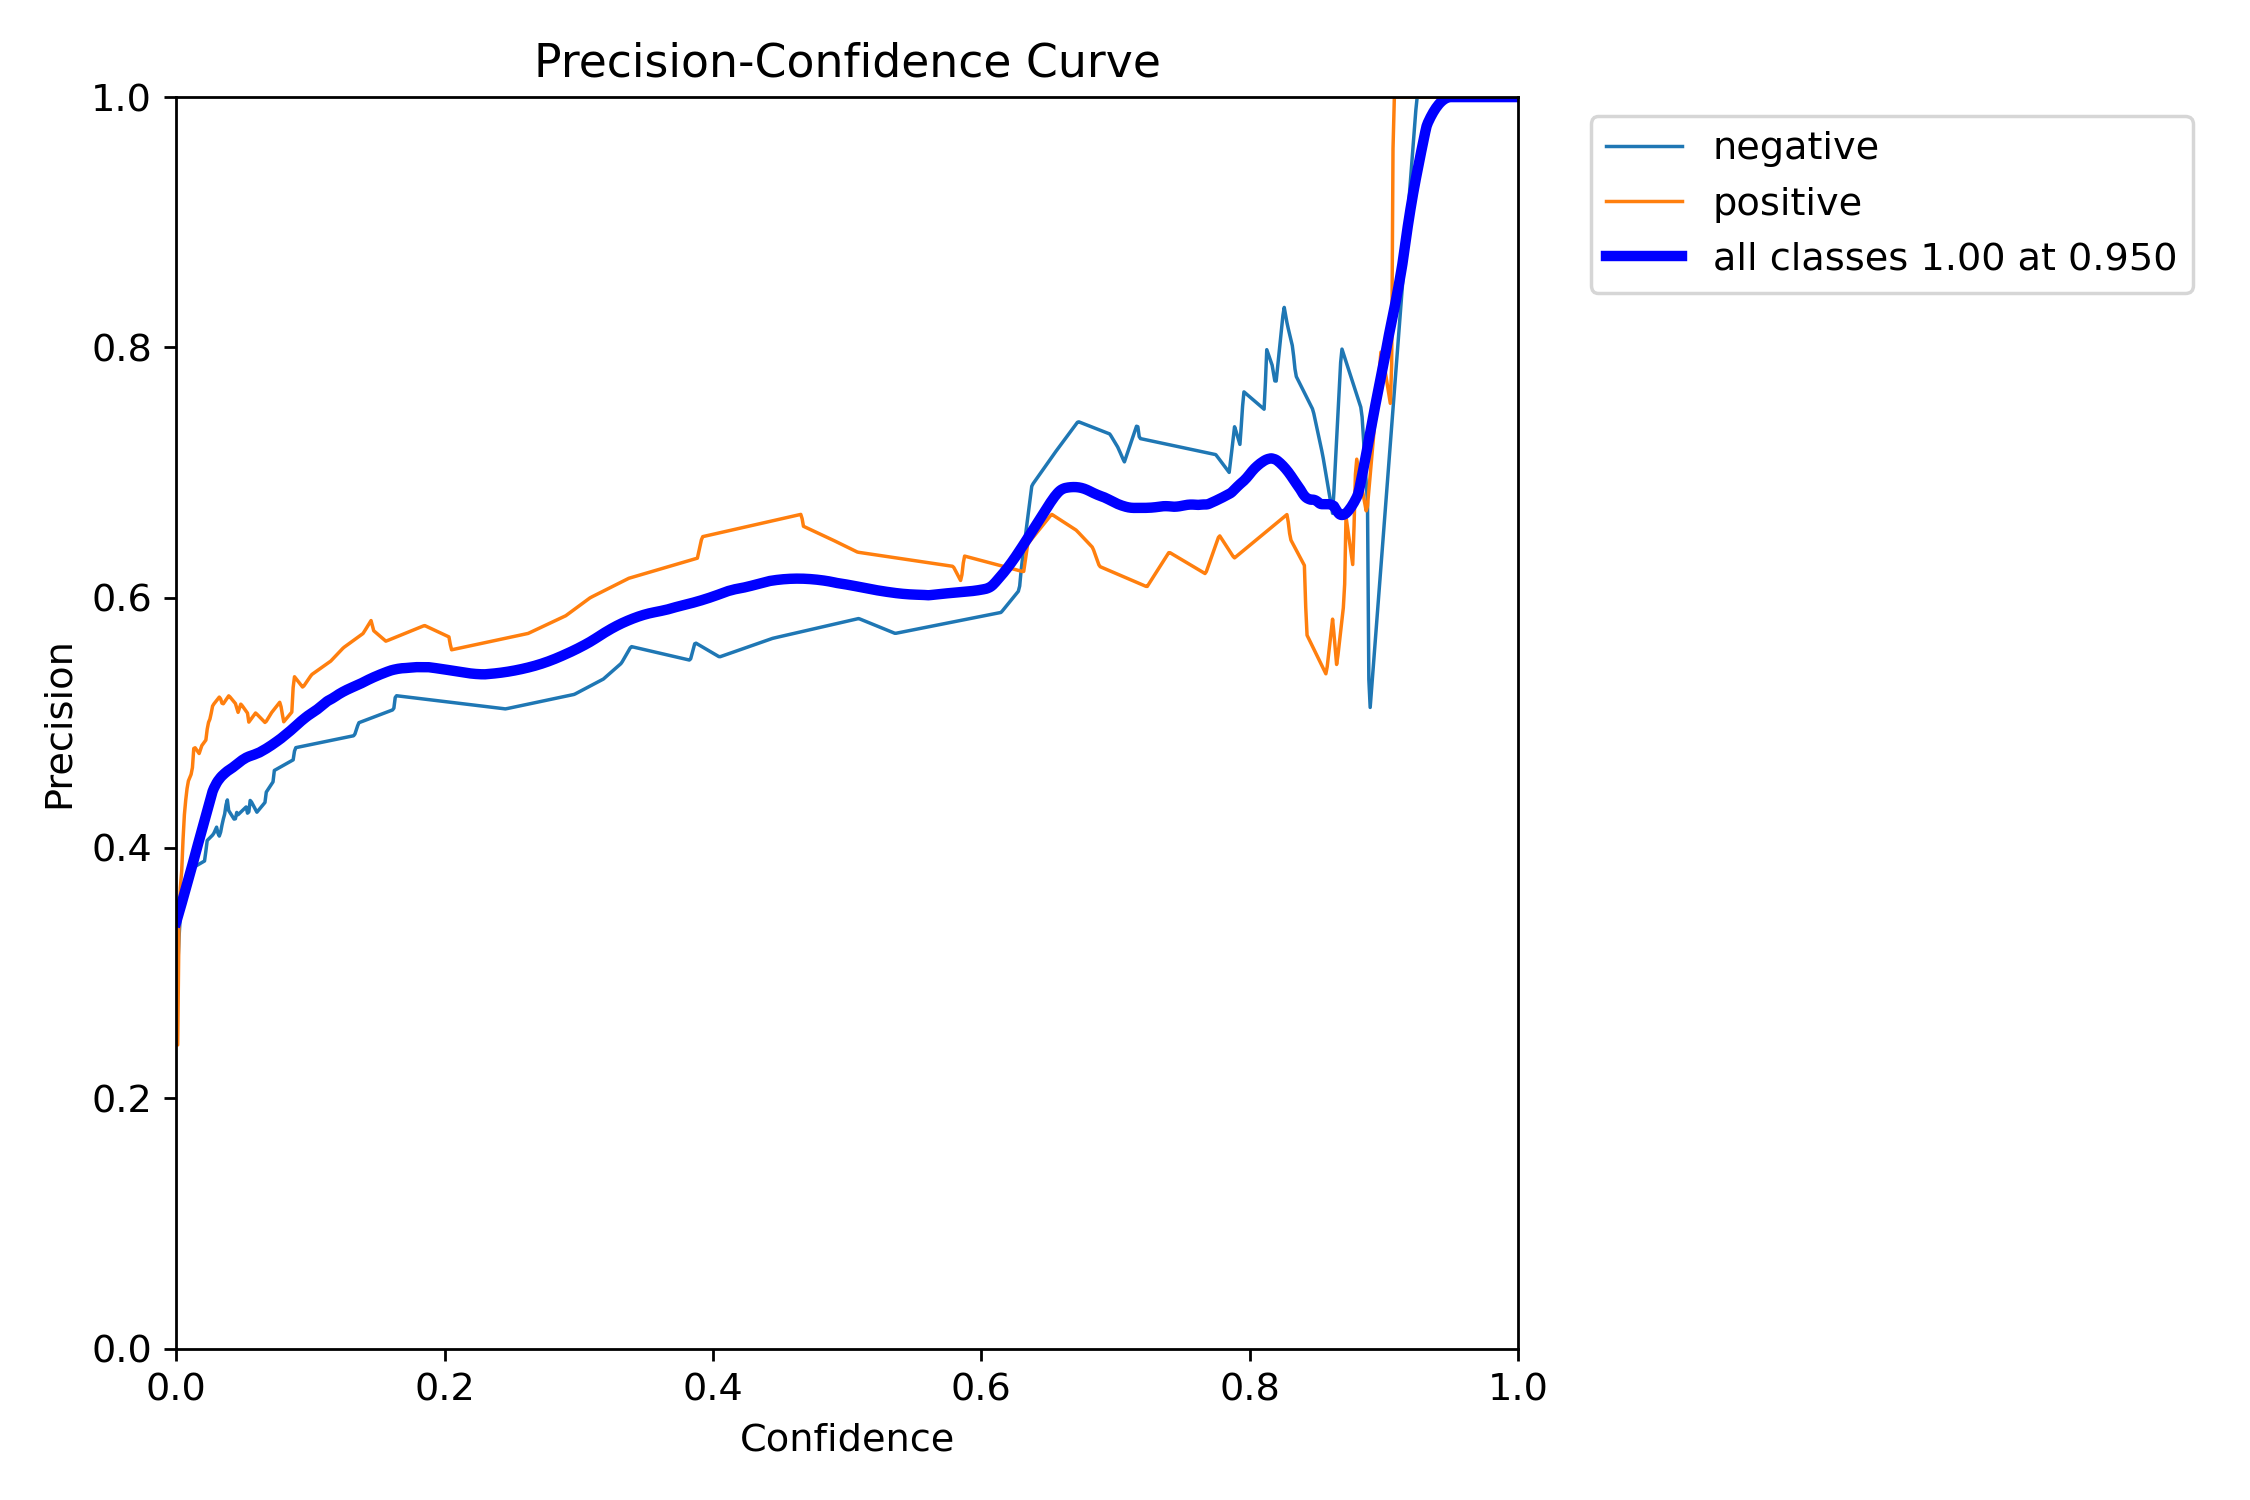 Precision-Confidence Curve
1.0
0.8
0.6
0.4
0.2
0.0
Precision
0.0 0.2 0.4 0.6 0.8 1.0
Confidence
negative
positive
all classes 1.00 at 0.950